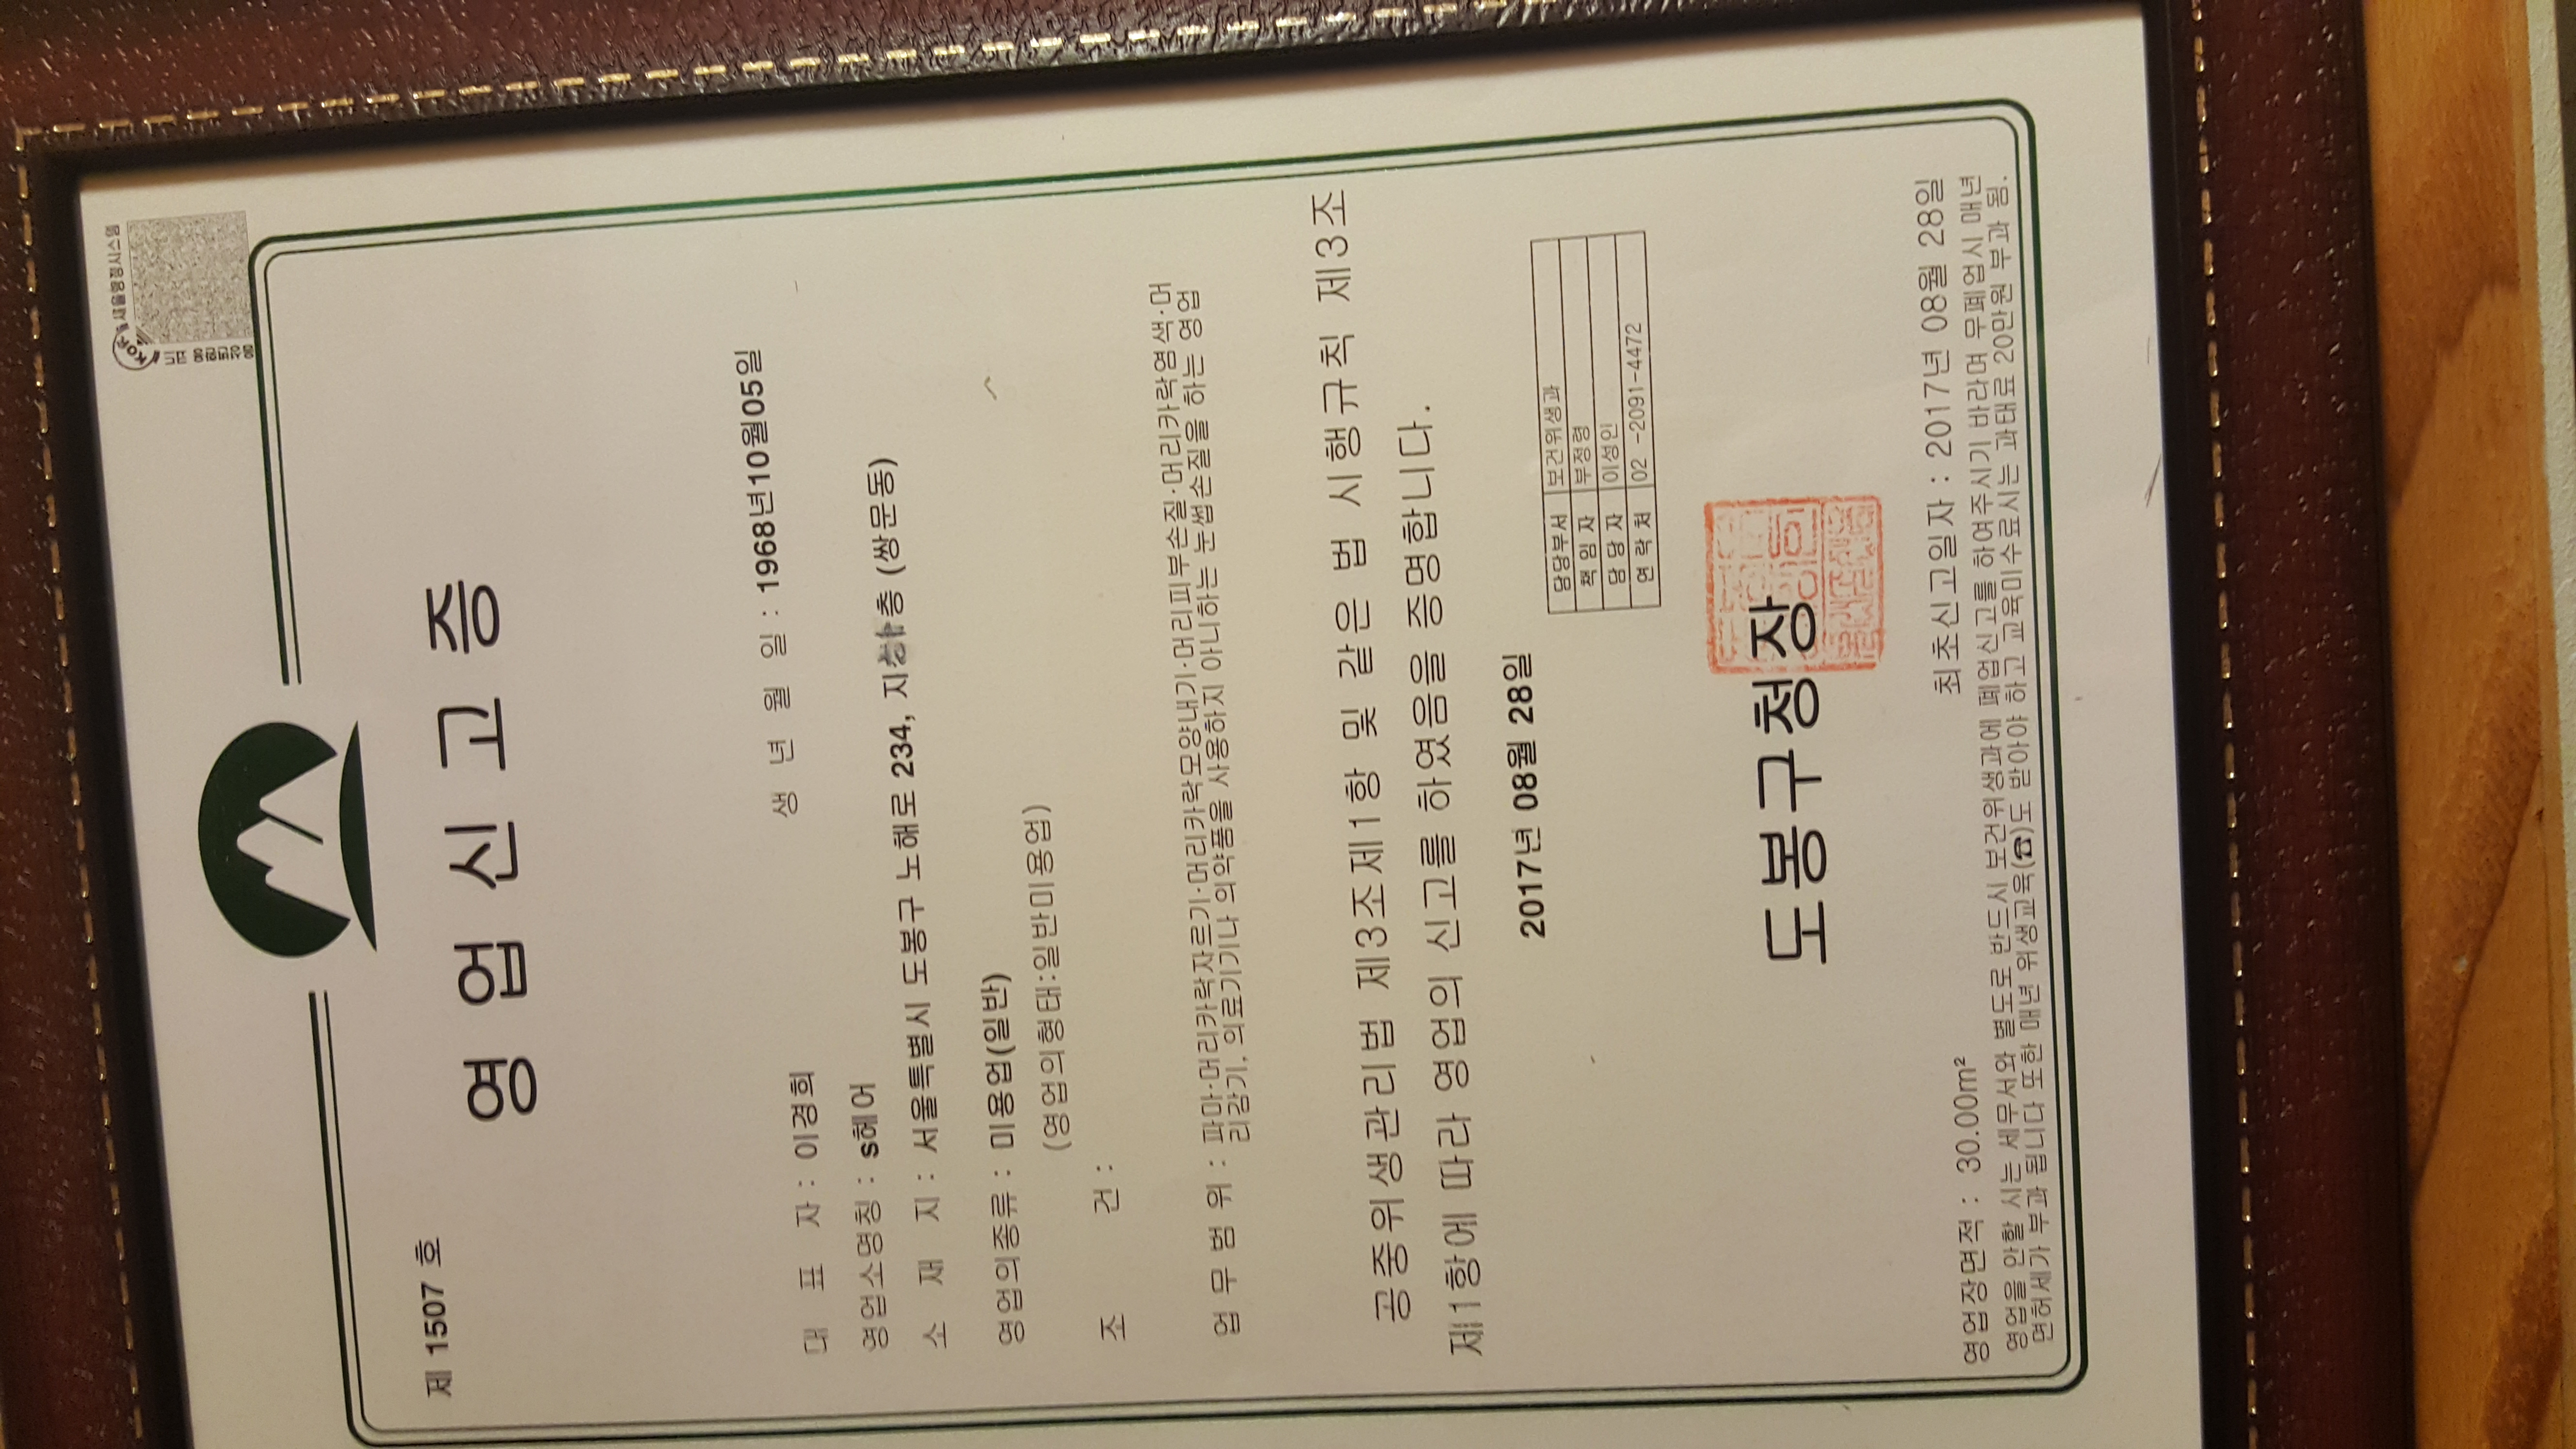 새올행정시스템
제 1507 호
영 업 신 고 증
대 표 자 : 이경희 생 년 월 일 : 1968년10월05일
영업소명칭 : s헤어
소 재 지 : 서울특별시 도봉구 노해로 234, 지 층 (쌍문동)
영업의종류 : 미용업(일반)
(영업의형태:일반미용업)
조 건 :
업 무 범 위 : 파마·머리카락자르기·머리카락모양내기·머리피부손질·머리카락염색·머
리감기, 의료기기나 의약품을 사용하지 아니하는 눈썹손질을 하는 영업
공중위생관리법 제3조제1항 및 같은 법 시행규칙 제3조
제1항에 따라 영업의 신고를 하였음을 증명합니다.
2017년 08월 28일
담당부서 보건위생과
책 임 자 부정령
담 당 자 이성인
연 락 처 02 -2091-4472
도봉구청장
영업장면적 : 30.00m² 최초신고일자 : 2017년 08월 28일
영업을 안할 시는 세무서와 별도로 반드시 보건위생과에 폐업신고를 하여주시기 바라며 무폐업시 매년
면허세가 부과 됩니다 또한 매년 위생교육(☎)도 받아야 하고 교육미수료시는 과태료 20만원 부과 됨.